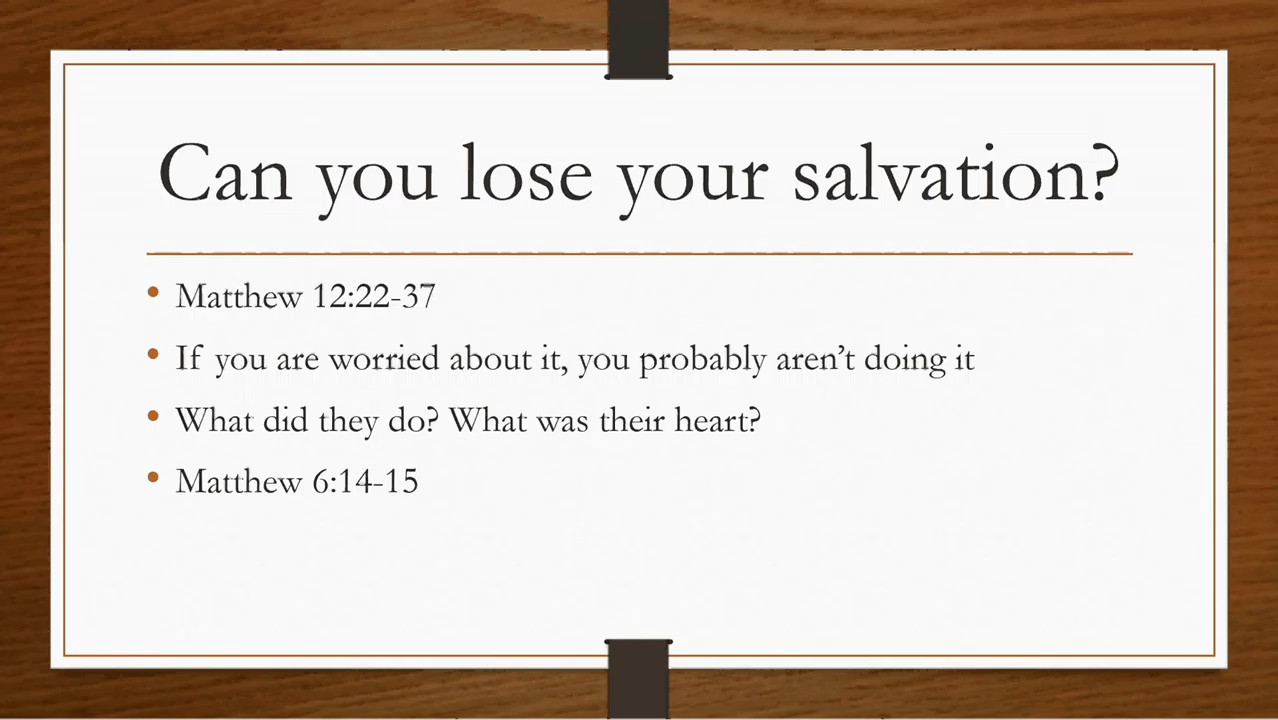 Can you lose your salvation?
• Matthew 12:22-37
• If you are worried about it, you probably aren’t doing it
• What did they do? What was their heart?
• Matthew 6:14-15